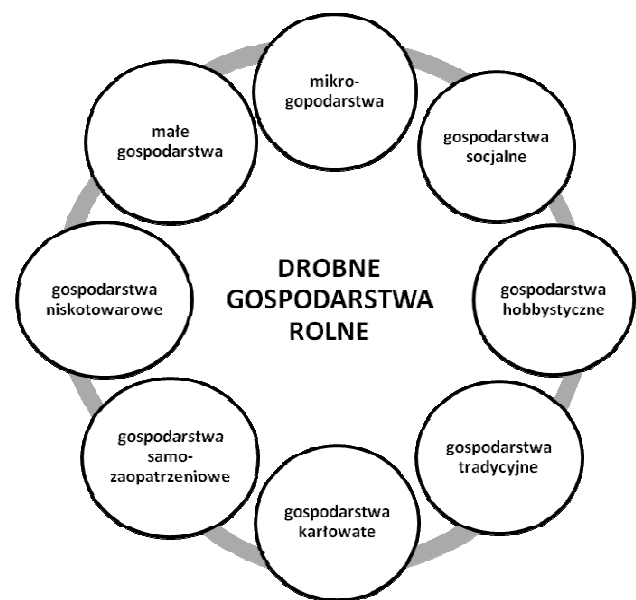 mikro-
gopodarstwa
gospodarstwa
socjalne
gospodarstwa
hobbystyczne
gospodarstwa
tradycyjne
gospodarstwa
karłowate
gospodarstwa
samo-
zaopatrzeniowe
gospodarstwa
niskotowarowe
małe
gospodarstwa
DROBNE
GOSPODARSTWA
ROLNE